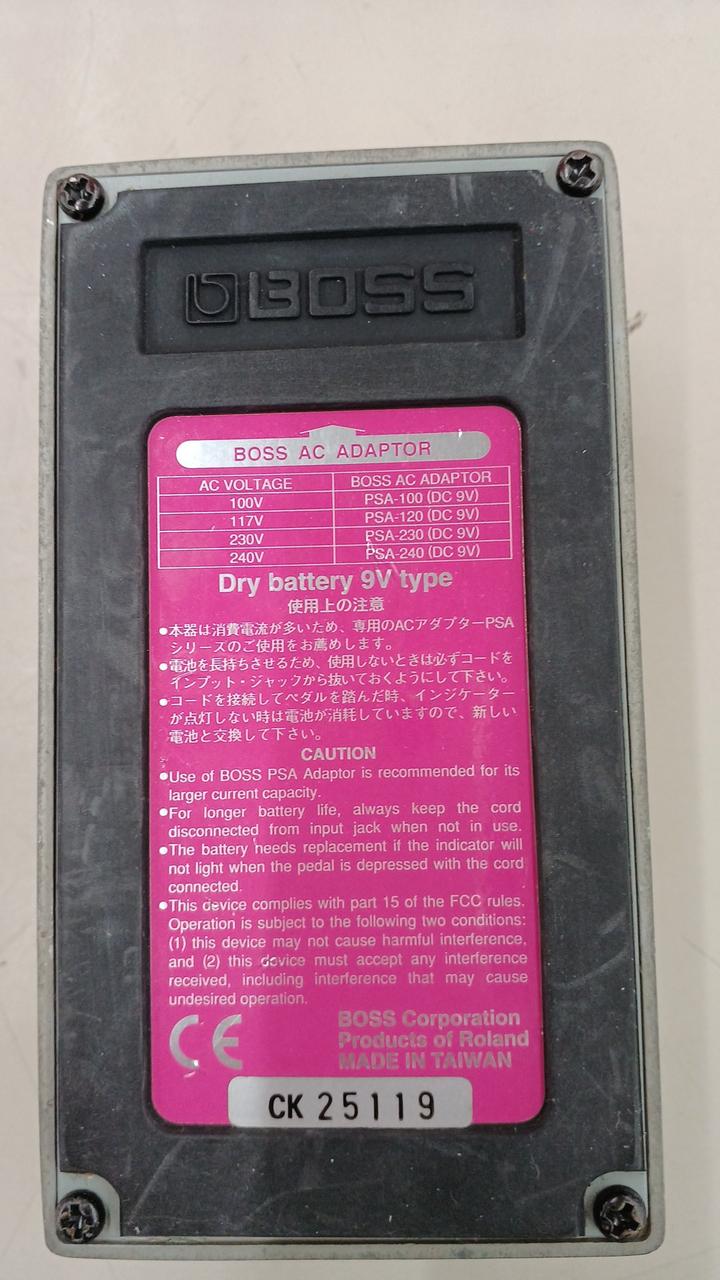 BOSS
BOSS AC ADAPTOR
AC VOLTAGE BOSS AC ADAPTOR
100V PSA-100 (DC 9V)
117V PSA-120 (DC 9V)
230V PSA-230 (DC 9V)
240V PSA-240 (DC 9V)
Dry battery 9V type
使用上の注意
●本器は消費電流が多いため、専用のACアダプターPSA
シリーズのご使用をお薦めします。
●電池を長持ちさせるため、使用しないときは必ずコードを
インプット・ジャックから抜いておくようにして下さい。
●コードを接続してペダルを踏んだ時、インジケーター
が点灯しない時は電池が消耗していますので、新しい
電池と交換して下さい。
CAUTION
●Use of BOSS PSA Adaptor is recommended for its
larger current capacity.
●For longer battery life, always keep the cord
disconnected from input jack when not in use.
●The battery needs replacement if the indicator will
not light when the pedal is depressed with the cord
connected.
●This device complies with part 15 of the FCC rules.
Operation is subject to the following two conditions:
(1) this device may not cause harmful interference,
and (2) this device must accept any interference
received, including interference that may cause
undesired operation.
CE
BOSS Corporation
Products of Roland
MADE IN TAIWAN
CK 25119